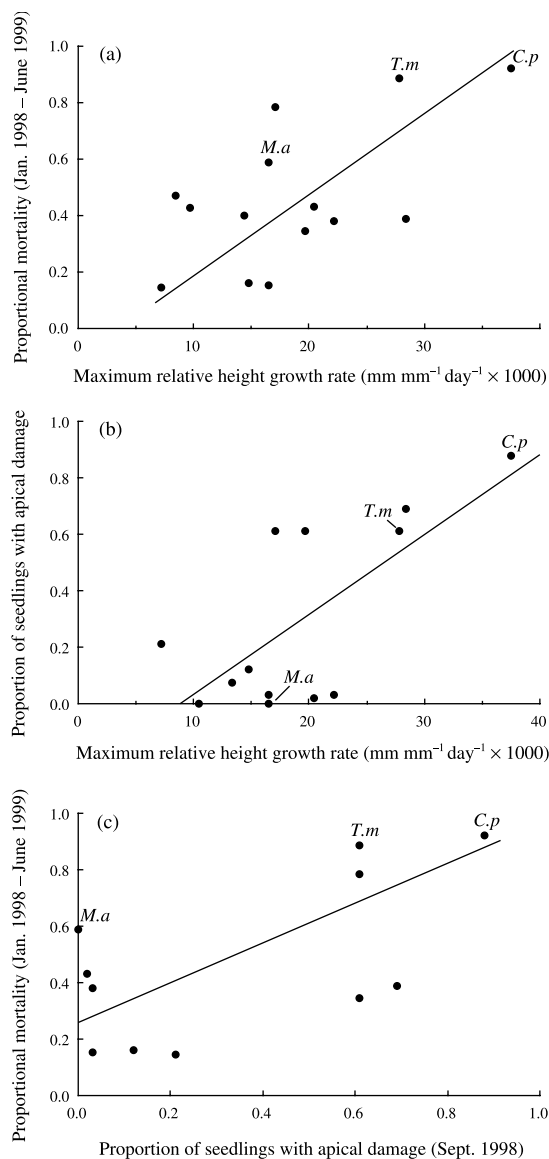 (a)
Proportional mortality (Jan. 1998 – June 1999)
1.0
0.8
0.6
0.4
0.2
0.0
T.m
C.p
M.a
0 10 20 30 40
Maximum relative height growth rate (mm mm⁻¹ day⁻¹ × 1000)
(b)
Proportion of seedlings with apical damage
1.0
0.8
0.6
0.4
0.2
0.0
C.p
T.m
M.a
0 10 20 30 40
Maximum relative height growth rate (mm mm⁻¹ day⁻¹ × 1000)
(c)
Proportional mortality (Jan. 1998 – June 1999)
1.0
0.8
0.6
0.4
0.2
0.0
T.m
C.p
M.a
0.0 0.2 0.4 0.6 0.8 1.0
Proportion of seedlings with apical damage (Sept. 1998)